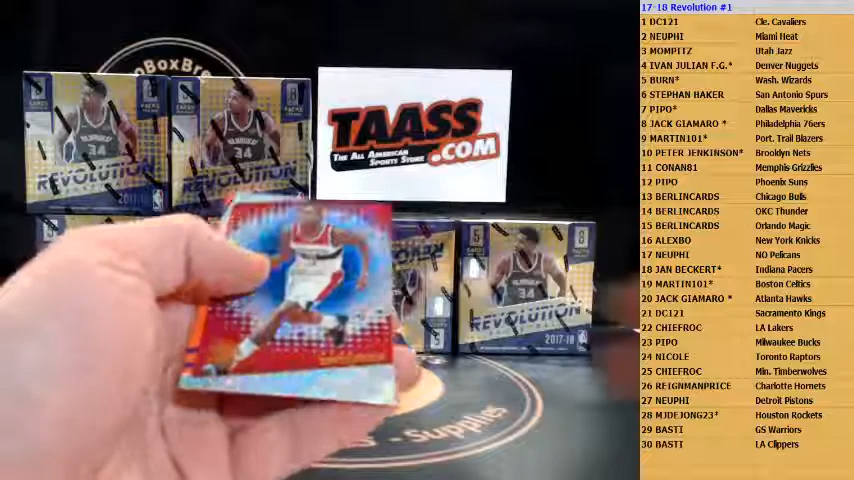 17-18 Revolution #1
1 DC121 Cle. Cavaliers
2 NEUPHI Miami Heat
3 MOMPITZ Utah Jazz
4 IVAN JULIAN F.G.* Denver Nuggets
5 BURN* Wash. Wizards
6 STEPHAN HAKER San Antonio Spurs
7 PIPO* Dallas Mavericks
8 JACK GIAMARO * Philadelphia 76ers
9 MARTIN101* Port. Trail Blazers
10 PETER JENKINSON* Brooklyn Nets
11 CONAN81 Memphis Grizzlies
12 PIPO Phoenix Suns
13 BERLINCARDS Chicago Bulls
14 BERLINCARDS OKC Thunder
15 BERLINCARDS Orlando Magic
16 ALEXBO New York Knicks
17 NEUPHI NO Pelicans
18 JAN BECKERT* Indiana Pacers
19 MARTIN101* Boston Celtics
20 JACK GIAMARO * Atlanta Hawks
21 DC121 Sacramento Kings
22 CHIEFROC LA Lakers
23 PIPO Milwaukee Bucks
24 NICOLE Toronto Raptors
25 CHIEFROC Min. Timberwolves
26 REIGNMANPRICE Charlotte Hornets
27 NEUPHI Detroit Pistons
28 MJDEJONG23* Houston Rockets
29 BASTI GS Warriors
30 BASTI LA Clippers
BoxBre
TAASS
THE ALL AMERICAN
SPORTS STORE
.COM
34
REVOLUTION
34
REVOLUTION
5
8
34
REVOLUTION
2017-18
5
Supplies